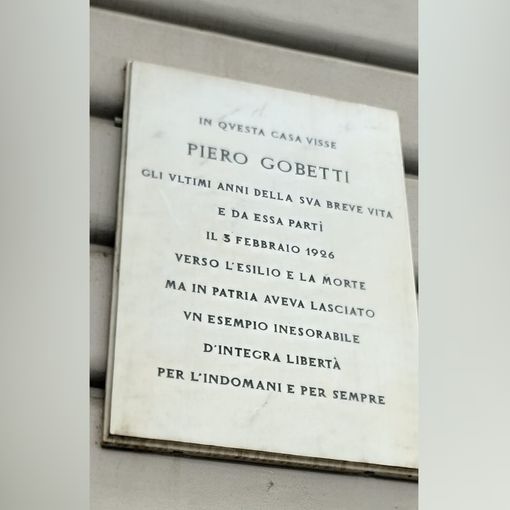 IN QVESTA CASA VISSE
PIERO GOBETTI
GLI VLTIMI ANNI DELLA SVA BREVE VITA
E DA ESSA PARTÌ
IL 3 FEBBRAIO 1926
VERSO L'ESILIO E LA MORTE
MA IN PATRIA AVEVA LASCIATO
VN ESEMPIO INESORABILE
D'INTEGRA LIBERTÀ
PER L'INDOMANI E PER SEMPRE